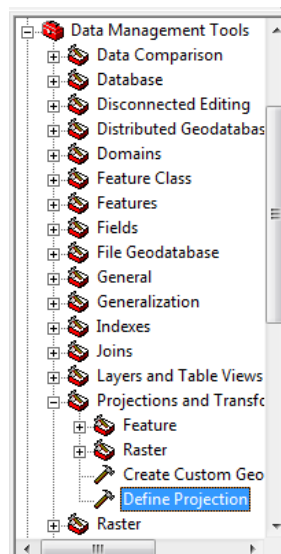 Data Management Tools
Data Comparison
Database
Disconnected Editing
Distributed Geodatabas
Domains
Feature Class
Features
Fields
File Geodatabase
General
Generalization
Indexes
Joins
Layers and Table Views
Projections and Transfo
Feature
Raster
Create Custom Geo
Define Projection
Raster